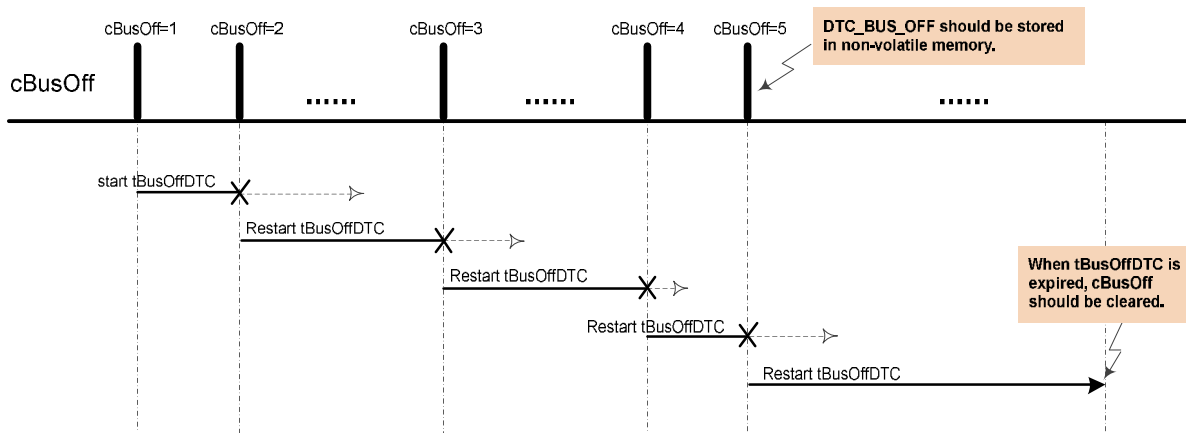 cBusOff=1 cBusOff=2 cBusOff=3 cBusOff=4 cBusOff=5
DTC_BUS_OFF should be stored
in non-volatile memory.
cBusOff
start tBusOffDTC
Restart tBusOffDTC
Restart tBusOffDTC
Restart tBusOffDTC
Restart tBusOffDTC
When tBusOffDTC is
expired, cBusOff
should be cleared.